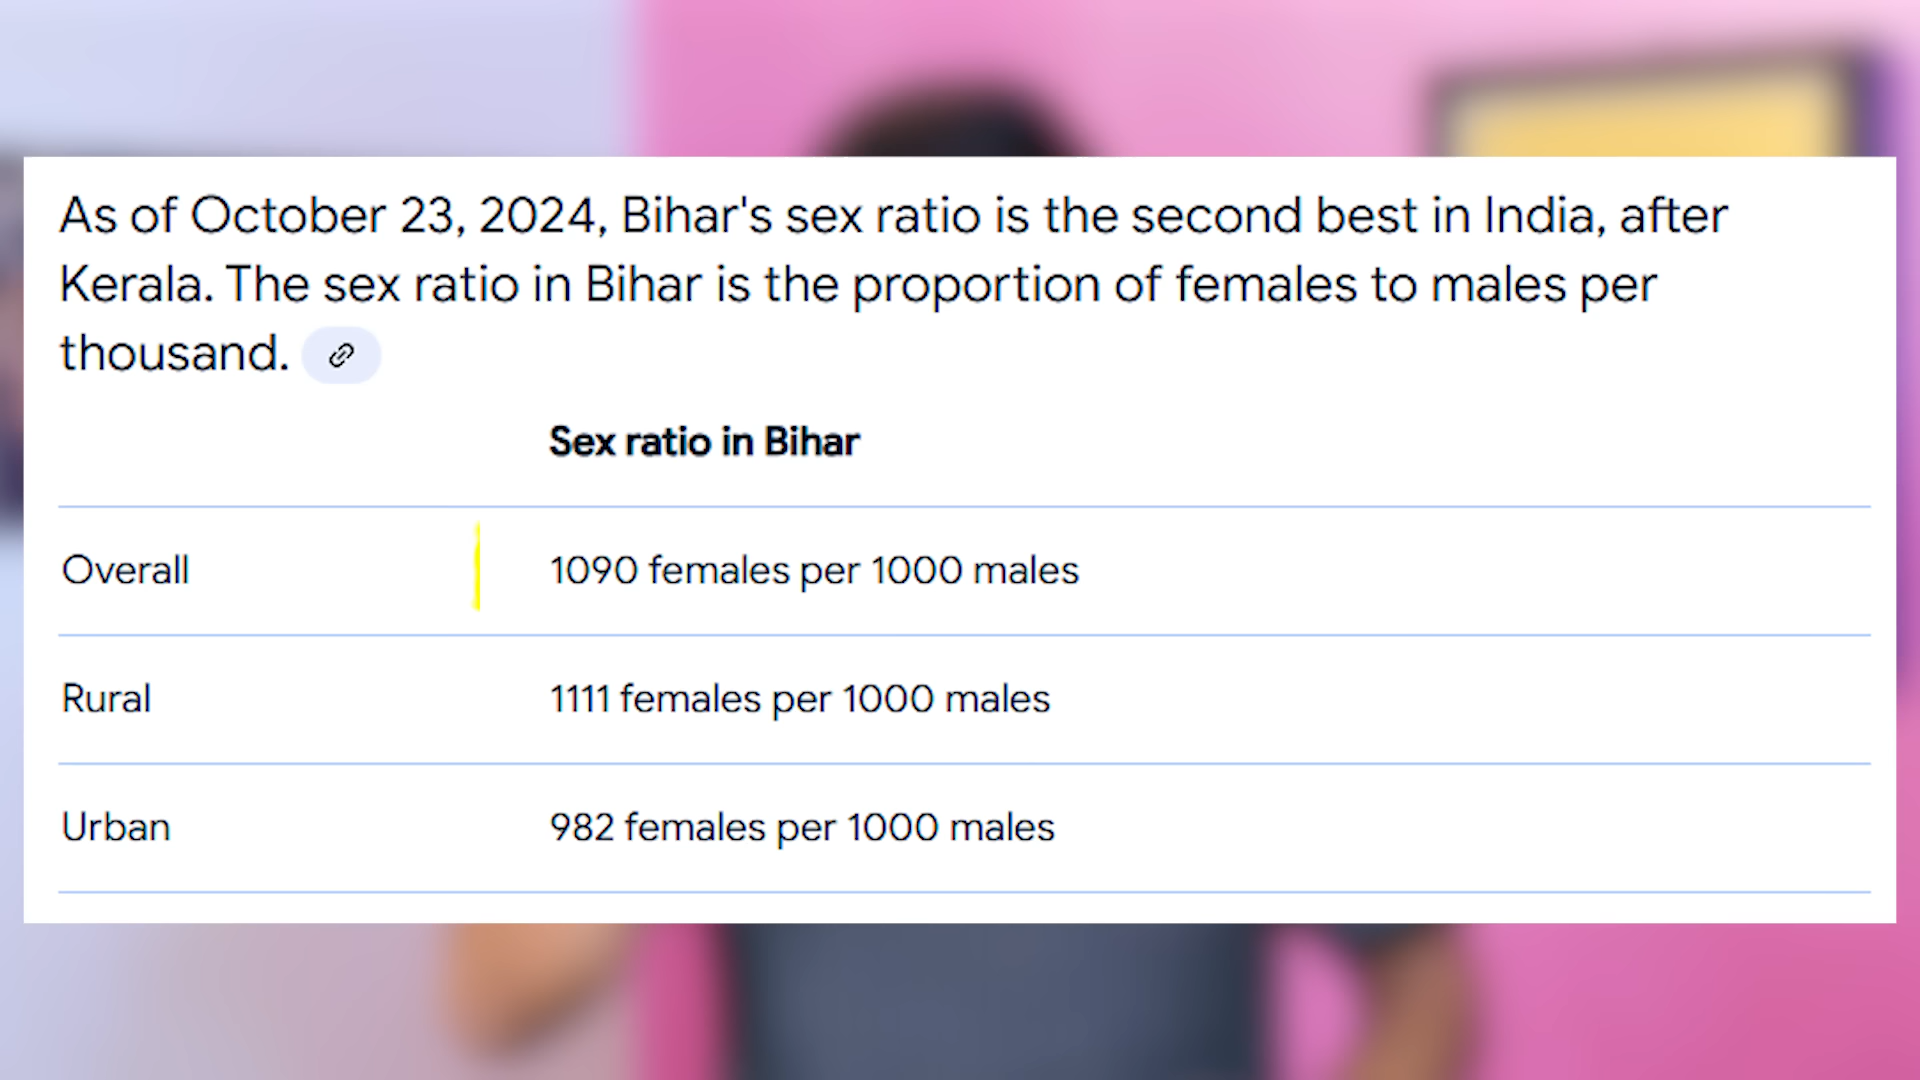 As of October 23, 2024, Bihar's sex ratio is the second best in India, after
Kerala. The sex ratio in Bihar is the proportion of females to males per
thousand.
Sex ratio in Bihar
Overall 1090 females per 1000 males
Rural 1111 females per 1000 males
Urban 982 females per 1000 males